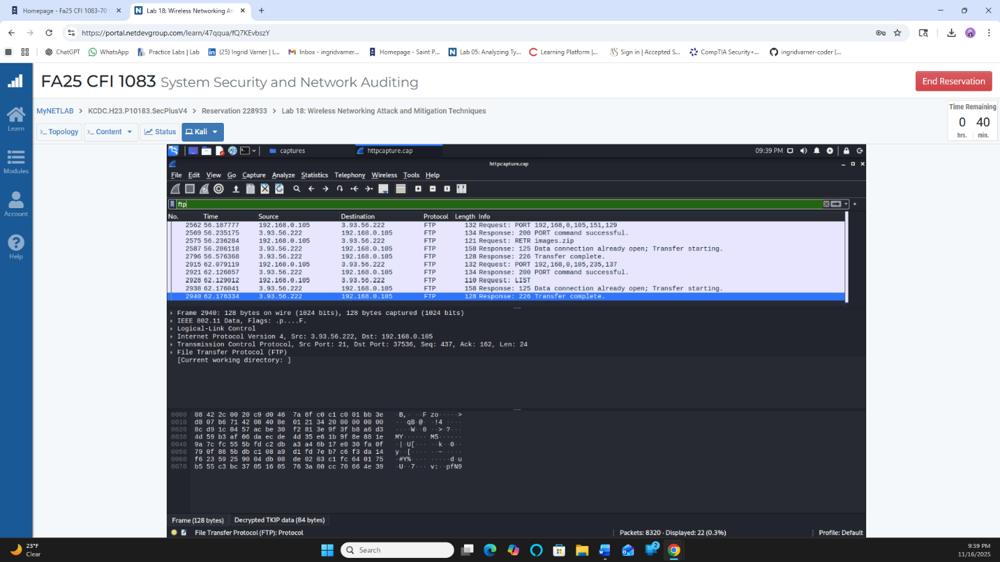 Homepage - Fa25 CFI 1083-70
Lab 18: Wireless Networking At
https://portal.netdevgroup.com/learn/47qqua/fQ7KEvbszY
ChatGPT
WhatsApp
Practice Labs | Lab
(25) Ingrid Varner | L...
Inbox - ingridvarner...
Homepage - Saint P...
Lab 05: Analyzing Ty...
Learning Platform |...
Sign in | Accepted S...
CompTIA Security+...
ingridvarner-coder (...
FA25 CFI 1083 System Security and Network Auditing
End Reservation
MyNETLAB > KCDC.H23.P10183.SecPlusV4 > Reservation 228933 > Lab 18: Wireless Networking Attack and Mitigation Techniques
Time Remaining
0 40
hrs. min.
>_ Topology
>_ Content
Status
Kali
Learn
Modules
Account
Help
captures
httpcapture.cap
09:39 PM
httpcapture.cap
File Edit View Go Capture Analyze Statistics Telephony Wireless Tools Help
ftp
No. Time Source Destination Protocol Length Info
2562 56.187777 192.168.0.105 3.93.56.222 FTP 132 Request: PORT 192,168,0,105,151,129
2569 56.235175 3.93.56.222 192.168.0.105 FTP 134 Response: 200 PORT command successful.
2575 56.236284 192.168.0.105 3.93.56.222 FTP 121 Request: RETR images.zip
2587 56.286118 3.93.56.222 192.168.0.105 FTP 158 Response: 125 Data connection already open; Transfer starting.
2796 56.576368 3.93.56.222 192.168.0.105 FTP 128 Response: 226 Transfer complete.
2915 62.079119 192.168.0.105 3.93.56.222 FTP 132 Request: PORT 192,168,0,105,235,137
2921 62.126857 3.93.56.222 192.168.0.105 FTP 134 Response: 200 PORT command successful.
2928 62.129012 192.168.0.105 3.93.56.222 FTP 110 Request: LIST
2938 62.176041 3.93.56.222 192.168.0.105 FTP 158 Response: 125 Data connection already open; Transfer starting.
2940 62.176334 3.93.56.222 192.168.0.105 FTP 128 Response: 226 Transfer complete.
Frame 2940: 128 bytes on wire (1024 bits), 128 bytes captured (1024 bits)
IEEE 802.11 Data, Flags: .p....F.
Logical-Link Control
Internet Protocol Version 4, Src: 3.93.56.222, Dst: 192.168.0.105
Transmission Control Protocol, Src Port: 21, Dst Port: 37536, Seq: 437, Ack: 162, Len: 24
File Transfer Protocol (FTP)
[Current working directory: ]
0000 08 42 2c 00 20 c9 d0 46 7a 6f c0 c1 c0 01 bb 3e ·B,· ··F zo·····>
0010 d8 07 b6 71 42 08 40 8e 01 21 34 20 00 00 00 00 ···qB·@· ·!4 ····
0020 8c d9 1c 04 57 ac be 30 f2 81 3e 9f 3f b8 a6 d3 ····W··0 ··>·?···
0030 4d 59 b3 af 06 da ec de 4d 35 e6 1b 9f 8e 88 1e MY······ M5······
0040 9a 7c fc 55 5b fd c2 db a3 a4 6b 17 e0 30 fa 0f ·|·U[··· ··k··0··
0050 79 0f 86 5b db c1 08 a9 d1 fd 7e b7 c6 f3 da 14 y··[···· ··~·····
0060 f6 23 59 25 90 04 db 08 de 02 03 c1 fc 64 01 75 ·#Y%···· ·····d·u
0070 b5 55 c3 bc 37 05 16 05 76 3a 80 cc 70 66 4e 39 ·U··7··· v:··pfN9
Frame (128 bytes) Decrypted TKIP data (84 bytes)
File Transfer Protocol (FTP): Protocol
Packets: 8320 · Displayed: 22 (0.3%)
Profile: Default
23°F
Clear
Search
2
9:39 PM
11/16/2025